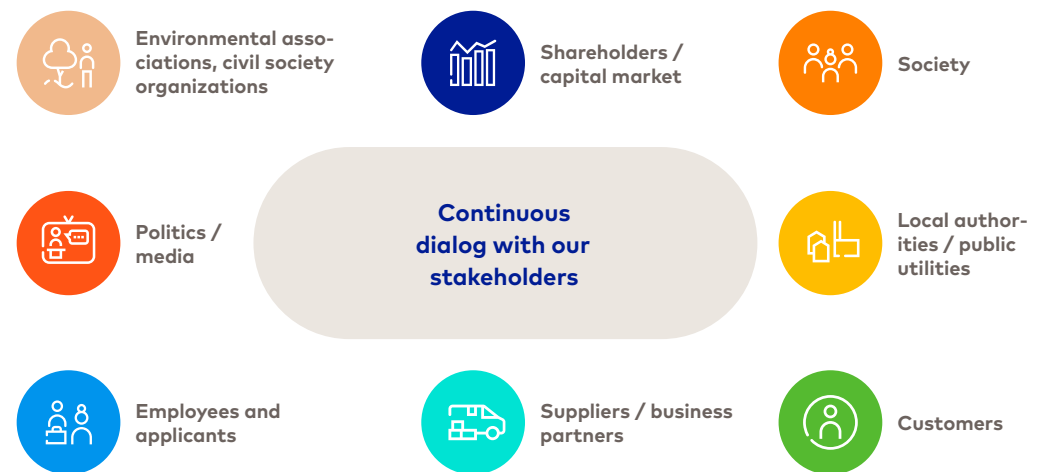 Environmental asso-
ciations, civil society
organizations
Shareholders /
capital market
Society
Politics /
media
Continuous
dialog with our
stakeholders
Local author-
ities / public
utilities
Employees and
applicants
Suppliers / business
partners
Customers